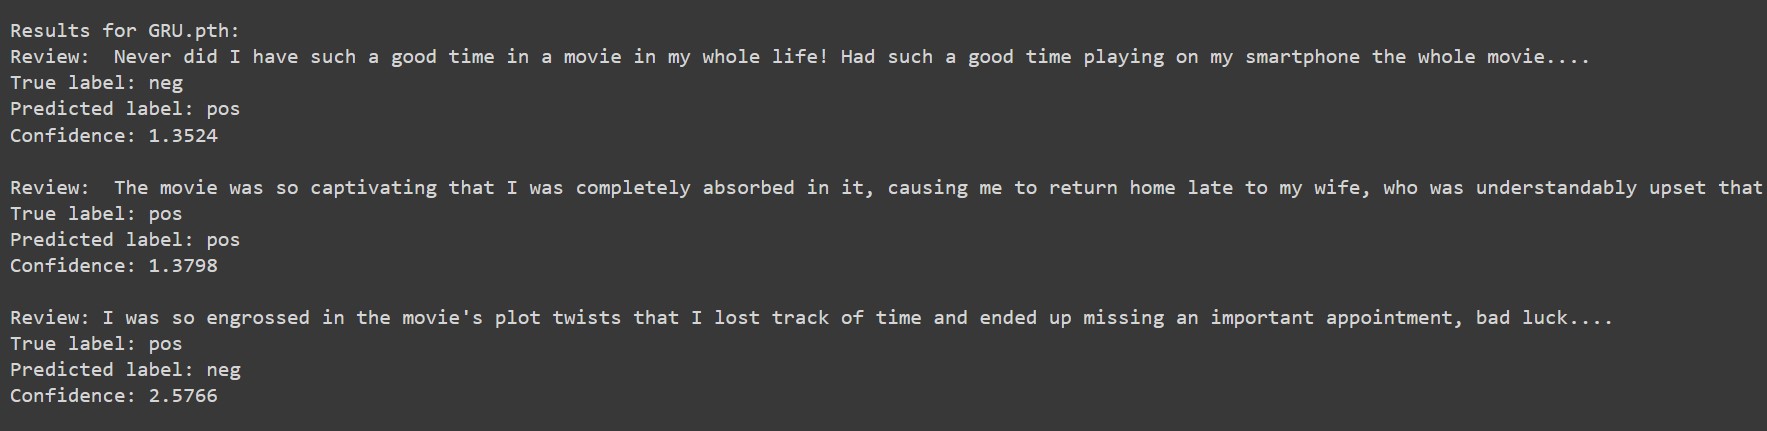 Results for GRU.pth:
Review:  Never did I have such a good time in a movie in my whole life! Had such a good time playing on my smartphone the whole movie....
True label: neg
Predicted label: pos
Confidence: 1.3524
Review:  The movie was so captivating that I was completely absorbed in it, causing me to return home late to my wife, who was understandably upset that
True label: pos
Predicted label: pos
Confidence: 1.3798
Review: I was so engrossed in the movie's plot twists that I lost track of time and ended up missing an important appointment, bad luck....
True label: pos
Predicted label: neg
Confidence: 2.5766